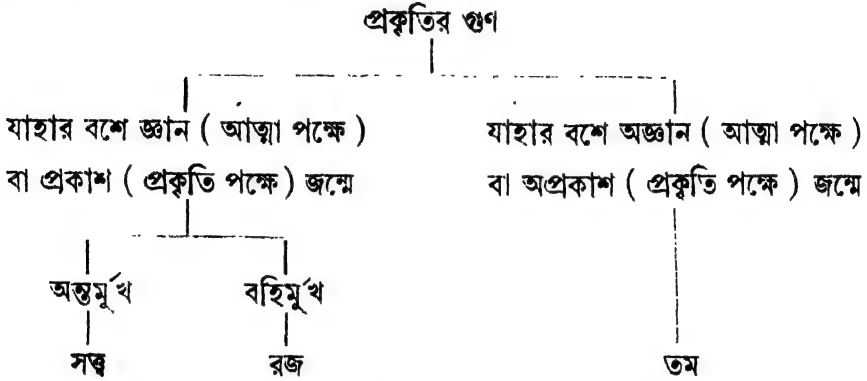 প্রকৃতির গুণ
যাহার বশে জ্ঞান ( আত্মা পক্ষে )
বা প্রকাশ ( প্রকৃতি পক্ষে ) জন্মে
যাহার বশে অজ্ঞান ( আত্মা পক্ষে )
বা অপ্রকাশ ( প্রকৃতি পক্ষে ) জন্মে
অন্তর্মুখ
বহির্মুখ
সত্ত্ব
রজ
তম